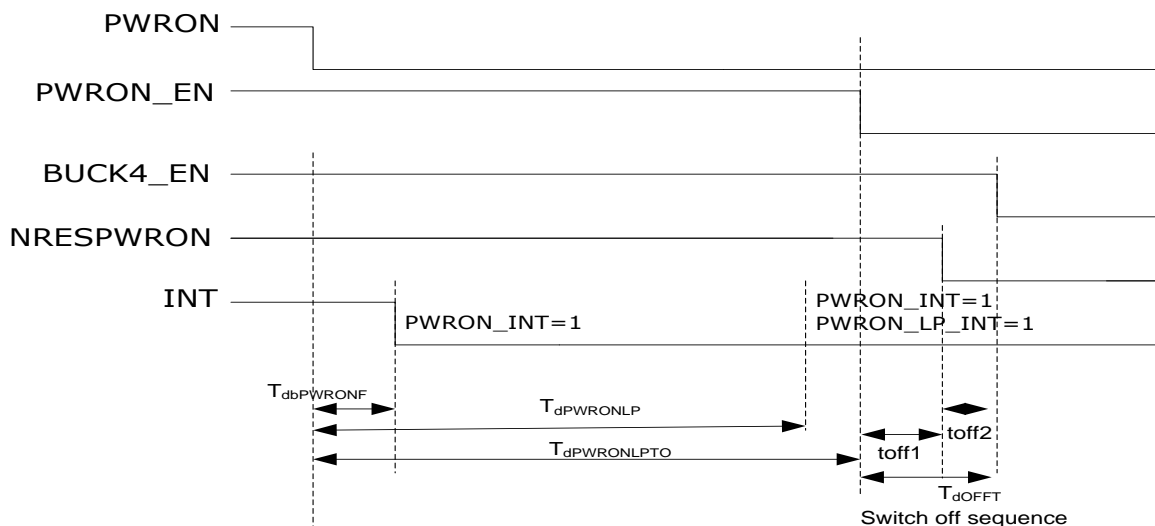 PWRON
PWRON_EN
BUCK4_EN
NRESPWRON
INT
PWRON_INT=1
PWRON_INT=1
PWRON_LP_INT=1
TdbPWRONF
TdPWRONLP
TdPWRONLPTO
toff1
toff2
TdOFFT
Switch off sequence